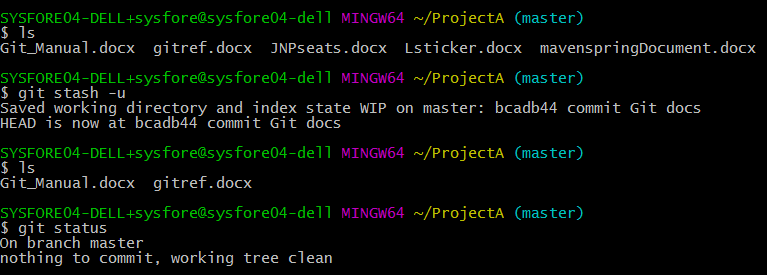 SYSFORE04-DELL+sysfore@sysfore04-dell MINGW64 ~/ProjectA (master)
$ ls
Git_Manual.docx  gitref.docx  JNPseats.docx  Lsticker.docx  mavenspringDocument.docx
SYSFORE04-DELL+sysfore@sysfore04-dell MINGW64 ~/ProjectA (master)
$ git stash -u
Saved working directory and index state WIP on master: bcadb44 commit Git docs
HEAD is now at bcadb44 commit Git docs
SYSFORE04-DELL+sysfore@sysfore04-dell MINGW64 ~/ProjectA (master)
$ ls
Git_Manual.docx  gitref.docx
SYSFORE04-DELL+sysfore@sysfore04-dell MINGW64 ~/ProjectA (master)
$ git status
On branch master
nothing to commit, working tree clean